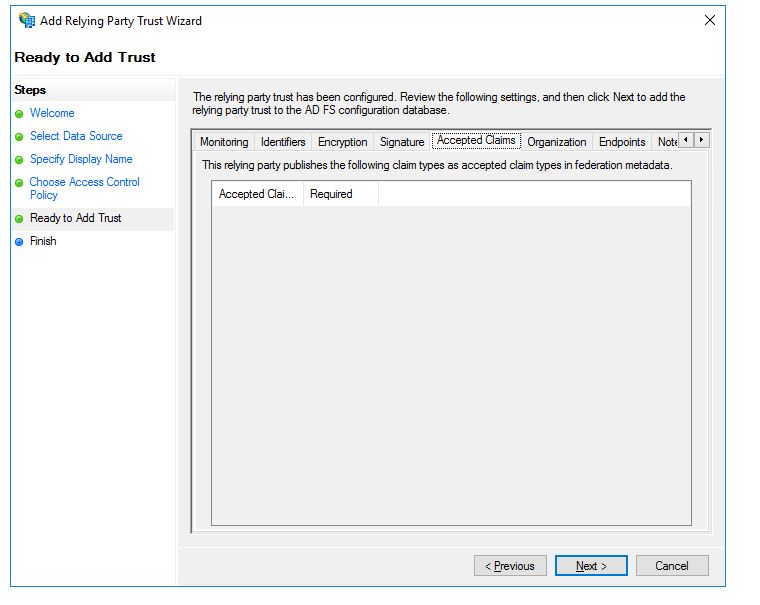 Add Relying Party Trust Wizard
Ready to Add Trust
Steps
Welcome
Select Data Source
Specify Display Name
Choose Access Control
Policy
Ready to Add Trust
Finish
The relying party trust has been configured. Review the following settings, and then click Next to add the
relying party trust to the AD FS configuration database.
Monitoring Identifiers Encryption Signature Accepted Claims Organization Endpoints Note
This relying party publishes the following claim types as accepted claim types in federation metadata.
Accepted Clai... Required
< Previous Next > Cancel